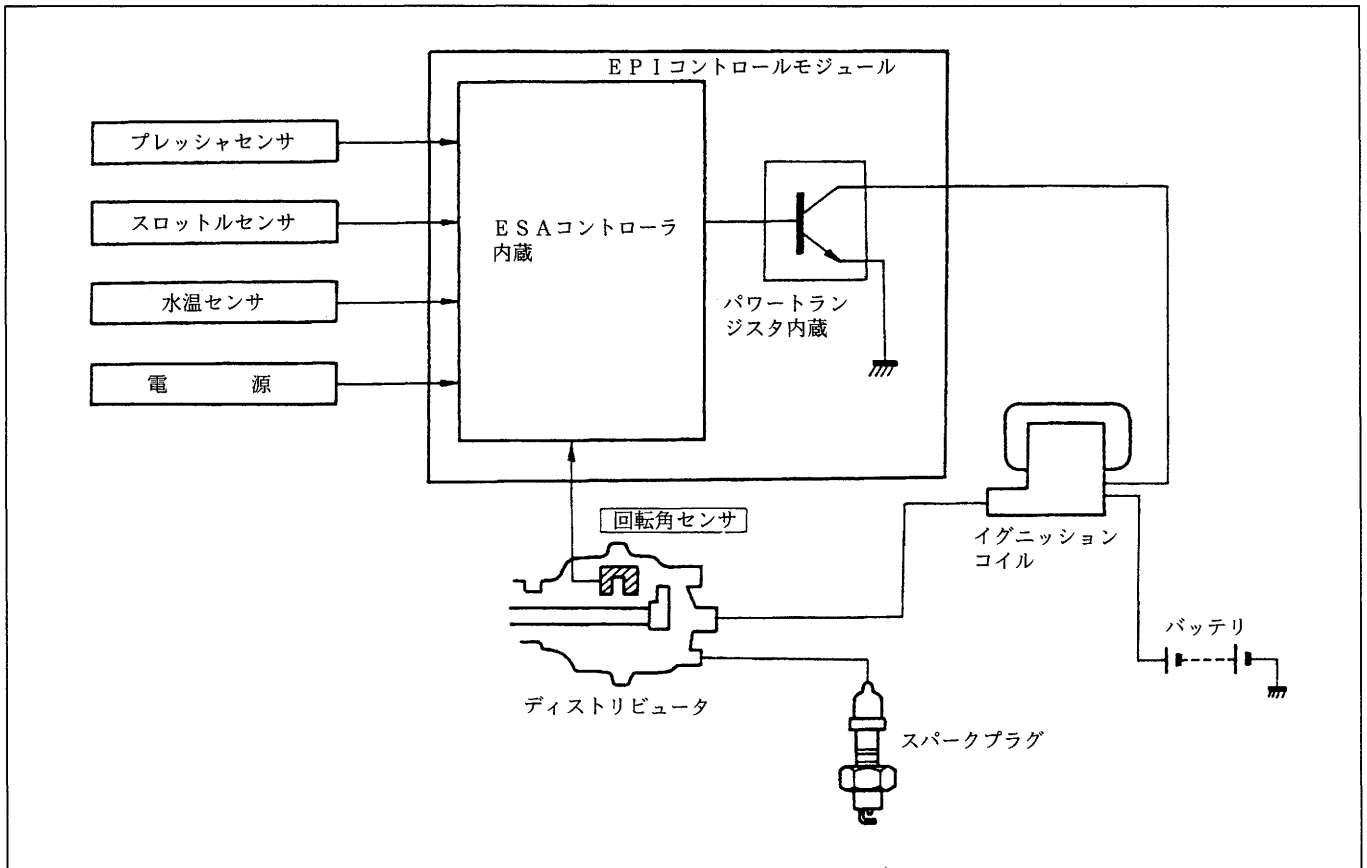 EPIコントロールモジュール
プレッシャセンサ
スロットルセンサ
水温センサ
電　源
ESAコントローラ
内蔵
パワートラン
ジスタ内蔵
回転角センサ
イグニッション
コイル
バッテリ
ディストリビュータ
スパークプラグ